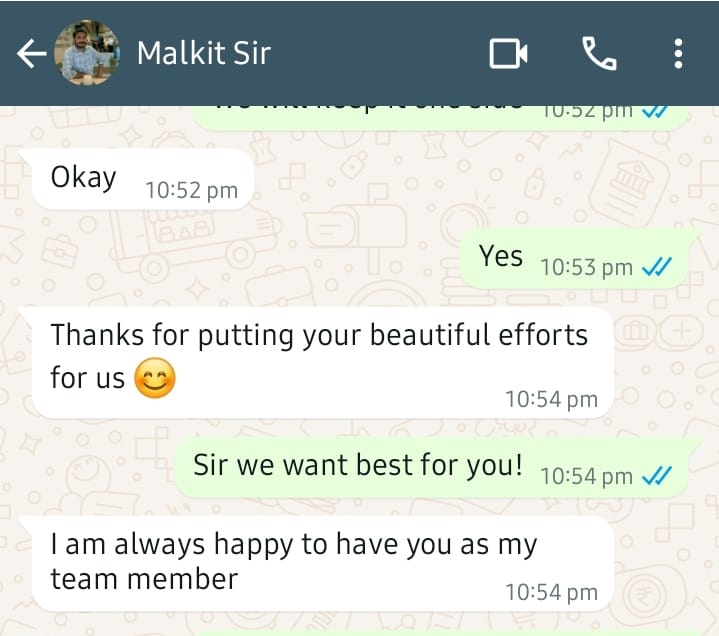 Malkit Sir
10:52 pm
Okay 10:52 pm
Yes 10:53 pm
Thanks for putting your beautiful efforts
for us 😊
10:54 pm
Sir we want best for you! 10:54 pm
I am always happy to have you as my
team member
10:54 pm